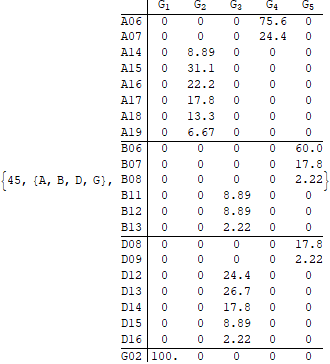 G₁ G₂ G₃ G₄ G₅
A06 0 0 0 75.6 0
A07 0 0 0 24.4 0
A14 0 8.89 0 0 0
A15 0 31.1 0 0 0
A16 0 22.2 0 0 0
A17 0 17.8 0 0 0
A18 0 13.3 0 0 0
A19 0 6.67 0 0 0
B06 0 0 0 0 60.0
B07 0 0 0 0 17.8
{45, {A, B, D, G}, B08 0 0 0 0 2.22}
B11 0 0 8.89 0 0
B12 0 0 8.89 0 0
B13 0 0 2.22 0 0
D08 0 0 0 0 17.8
D09 0 0 0 0 2.22
D12 0 0 24.4 0 0
D13 0 0 26.7 0 0
D14 0 0 17.8 0 0
D15 0 0 8.89 0 0
D16 0 0 2.22 0 0
G02 100. 0 0 0 0